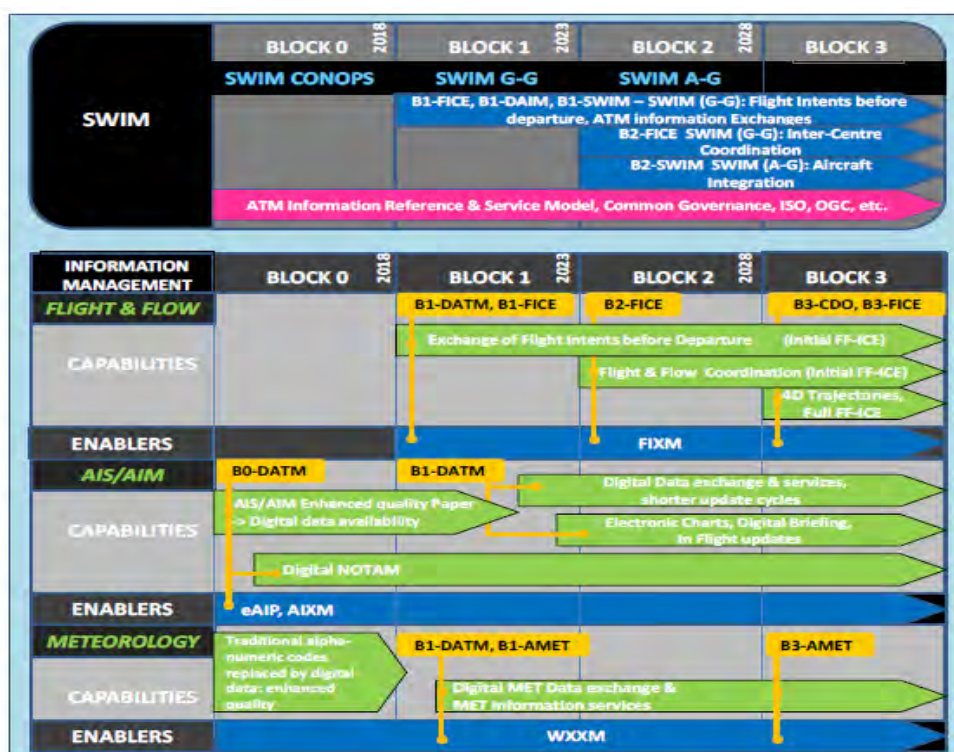 BLOCK 0
2018
BLOCK 1
2023
BLOCK 2
2028
BLOCK 3
SWIM CONOPS
SWIM G-G
SWIM A-G
SWIM
B1-FICE, B1-DAIM, B1-SWIM – SWIM (G-G): Flight Intents before
departure, ATM information Exchanges
B2-FICE SWIM (G-G): Inter-Centre
Coordination
B2-SWIM SWIM (A-G): Aircraft
Integration
ATM Information Reference & Service Model, Common Governance, ISO, OGC, etc.
INFORMATION
MANAGEMENT
BLOCK 0
2018
BLOCK 1
2023
BLOCK 2
2028
BLOCK 3
FLIGHT & FLOW
B1-DATM, B1-FICE
B2-FICE
B3-CDO, B3-FICE
CAPABILITIES
Exchange of Flight Intents before Departure (Initial FF-ICE)
Flight & Flow Coordination (Initial FF-ICE)
4D Trajectories,
Full FF-ICE
ENABLERS
FIXM
AIS/AIM
B0-DATM
B1-DATM
CAPABILITIES
AIS/AIM Enhanced quality Paper
-> Digital data availability
Digital Data exchange & services,
shorter update cycles
Electronic Charts, Digital Briefing,
In Flight updates
Digital NOTAM
ENABLERS
eAIP, AIXM
METEOROLOGY
Traditional alpha-
numeric codes
replaced by digital
data: enhanced
quality
B1-DATM, B1-AMET
B3-AMET
CAPABILITIES
Digital MET Data exchange &
MET Information services
ENABLERS
WXXM